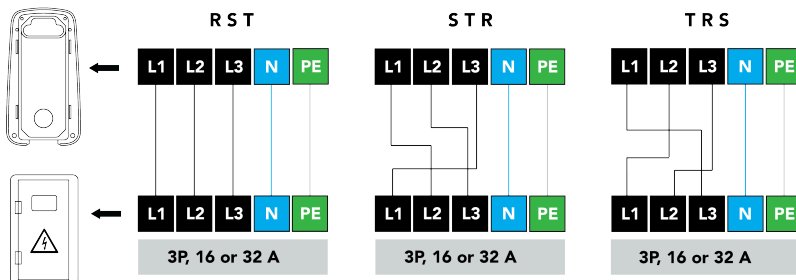 RST STR TRS
L1 L2 L3 N PE L1 L2 L3 N PE L1 L2 L3 N PE
L1 L2 L3 N PE L1 L2 L3 N PE L1 L2 L3 N PE
3P, 16 or 32 A 3P, 16 or 32 A 3P, 16 or 32 A